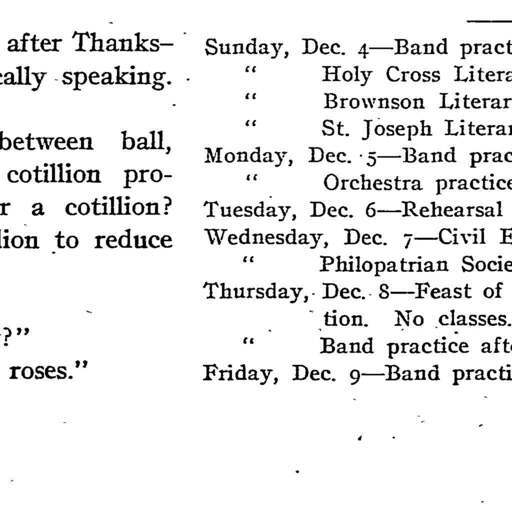 after Thanks–
cally speaking.
between ball,
cotillion pro-
r a cotillion?
lion to reduce
?"
roses."
Sunday, Dec. 4—Band pract
" Holy Cross Litera
" Brownson Literar
" St. Joseph Literar
Monday, Dec. 5—Band prac
" Orchestra practice
Tuesday, Dec. 6—Rehearsal
Wednesday, Dec. 7—Civil E
" Philopatrian Socie
Thursday, Dec. 8—Feast of
tion. No classes.
" Band practice afte
Friday, Dec. 9—Band practi